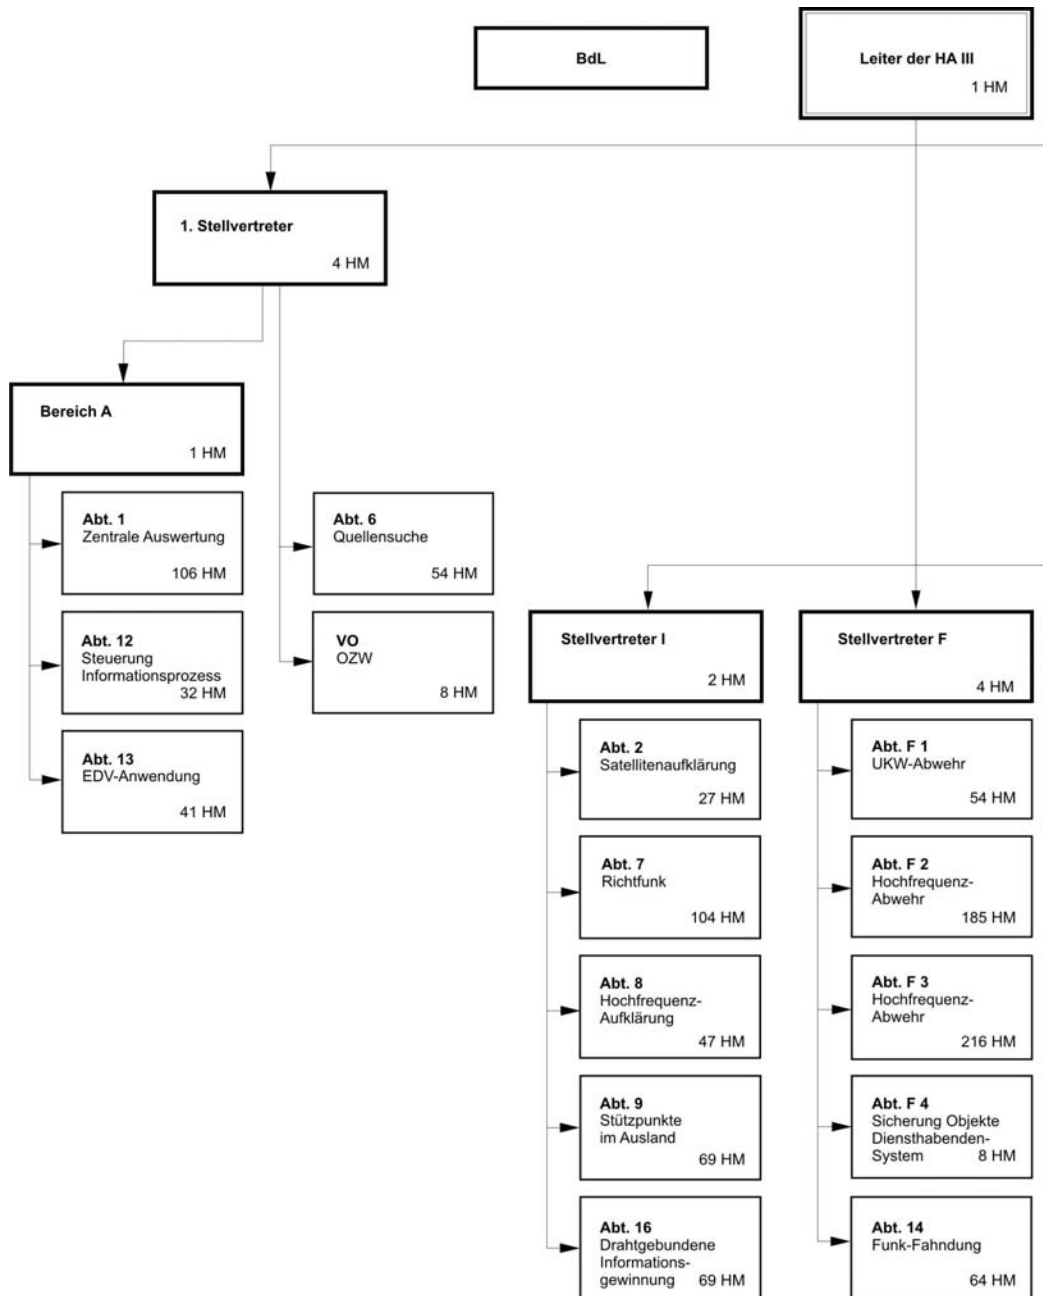 BdL
Leiter der HA III
1 HM
1. Stellvertreter
4 HM
Bereich A
1 HM
Abt. 1
Zentrale Auswertung
106 HM
Abt. 12
Steuerung
Informationsprozess
32 HM
Abt. 13
EDV-Anwendung
41 HM
Abt. 6
Quellensuche
54 HM
VO
OZW
8 HM
Stellvertreter I
2 HM
Abt. 2
Satellitenaufklärung
27 HM
Abt. 7
Richtfunk
104 HM
Abt. 8
Hochfrequenz-
Aufklärung
47 HM
Abt. 9
Stützpunkte
im Ausland
69 HM
Abt. 16
Drahtgebundene
Informations-
gewinnung 69 HM
Stellvertreter F
4 HM
Abt. F 1
UKW-Abwehr
54 HM
Abt. F 2
Hochfrequenz-
Abwehr
185 HM
Abt. F 3
Hochfrequenz-
Abwehr
216 HM
Abt. F 4
Sicherung Objekte
Diensthabenden-
System 8 HM
Abt. 14
Funk-Fahndung
64 HM